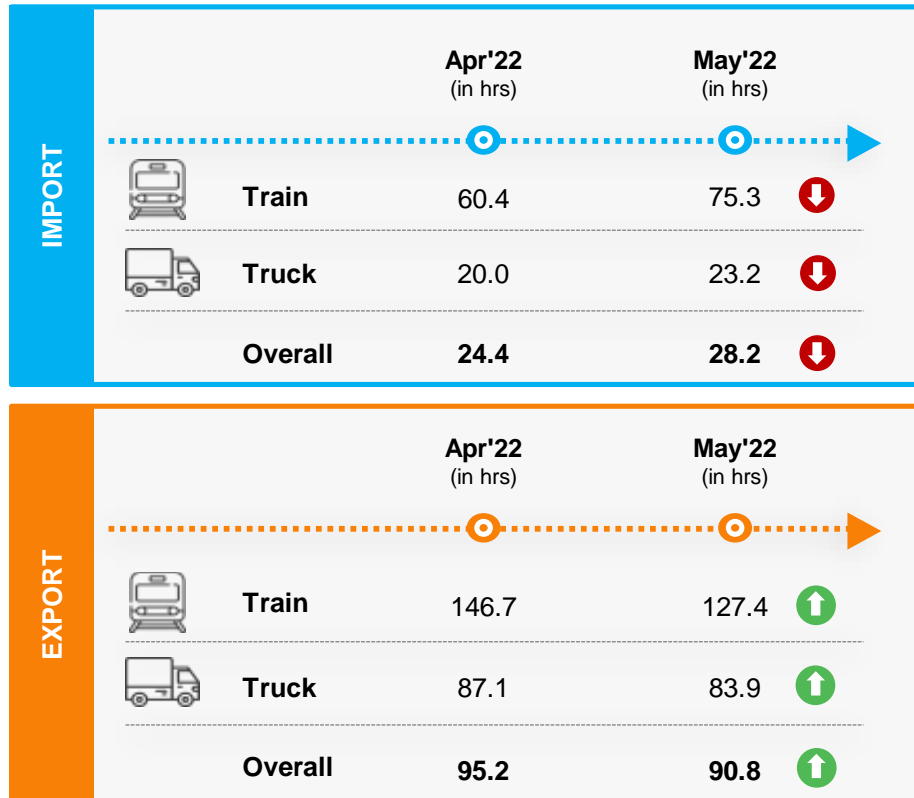 IMPORT
Apr'22 May'22
(in hrs) (in hrs)
Train 60.4 75.3
Truck 20.0 23.2
Overall 24.4 28.2
EXPORT
Apr'22 May'22
(in hrs) (in hrs)
Train 146.7 127.4
Truck 87.1 83.9
Overall 95.2 90.8